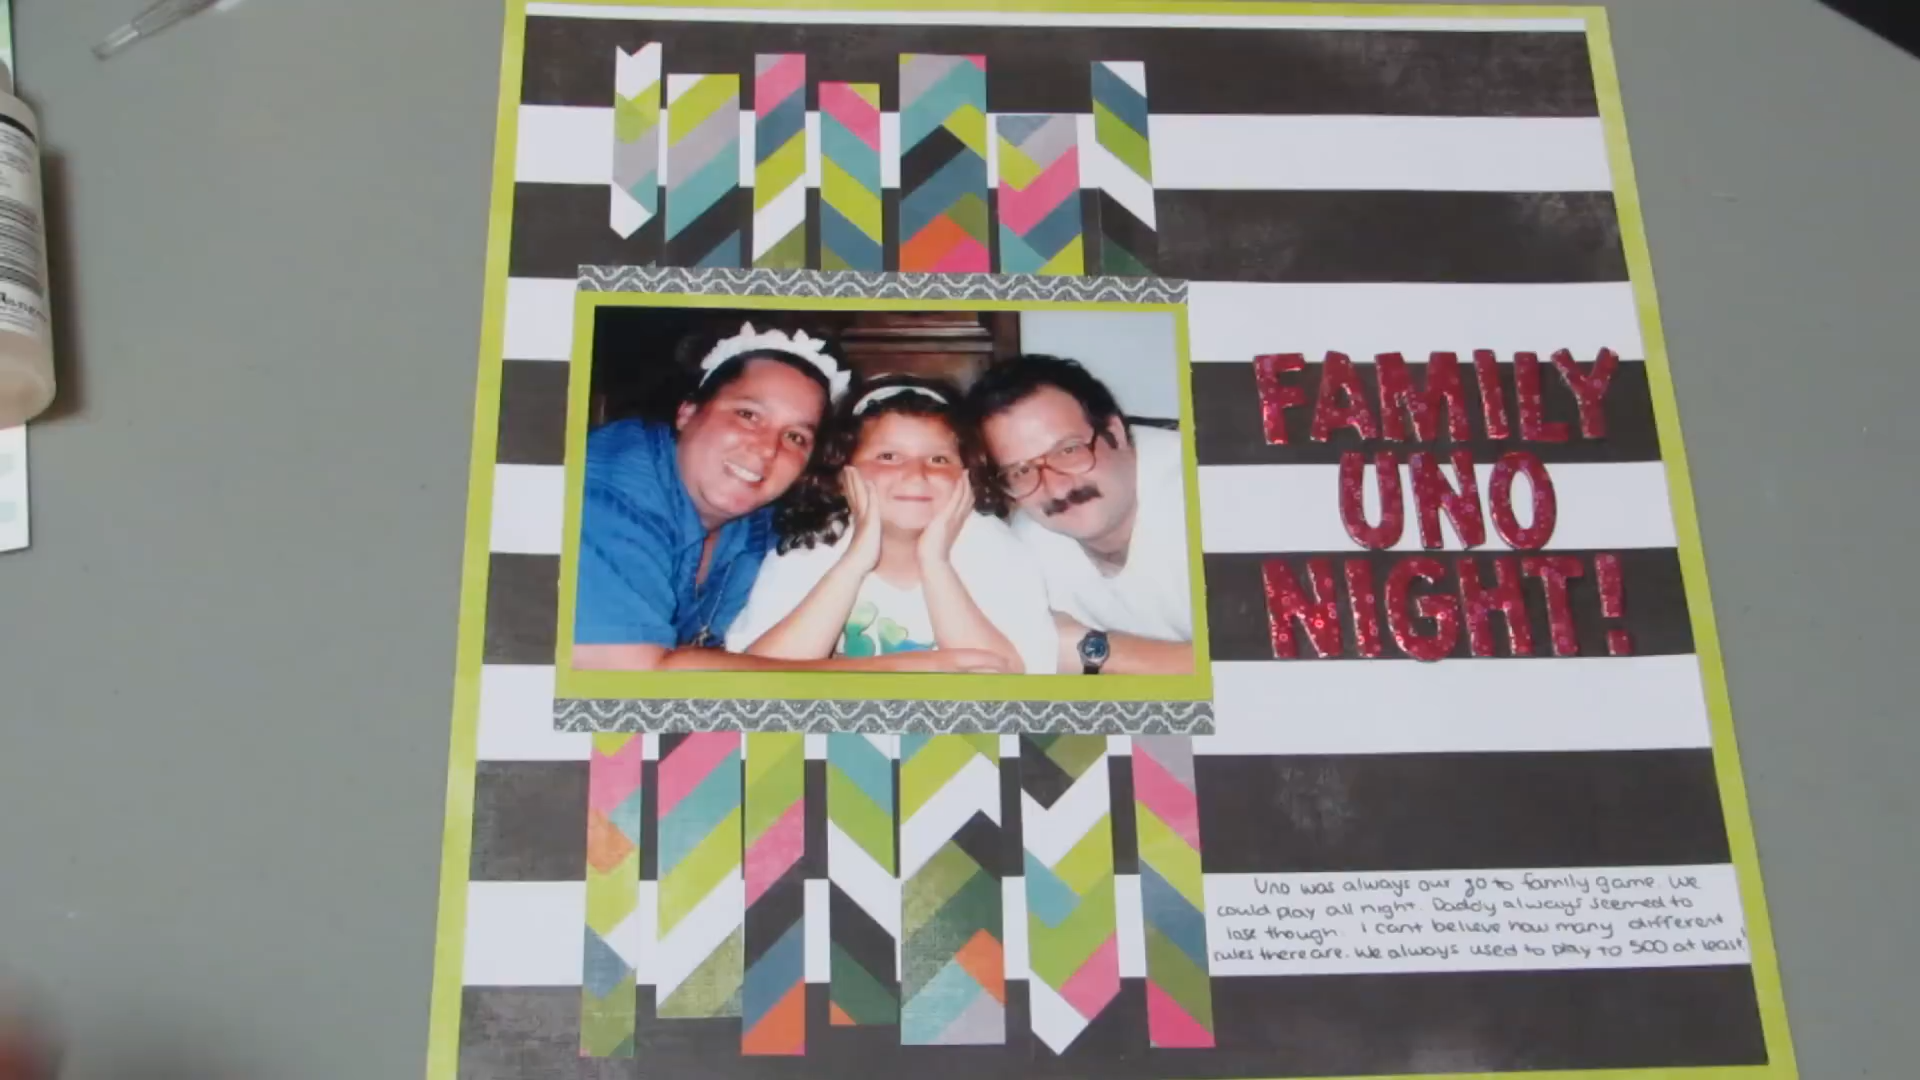 FAMILY
UNO
NIGHT!
Uno was always our go to family game. We
could play all night. Daddy always seemed to
lose though. I cant believe how many different
rules there are. We always used to play to 500 at least!